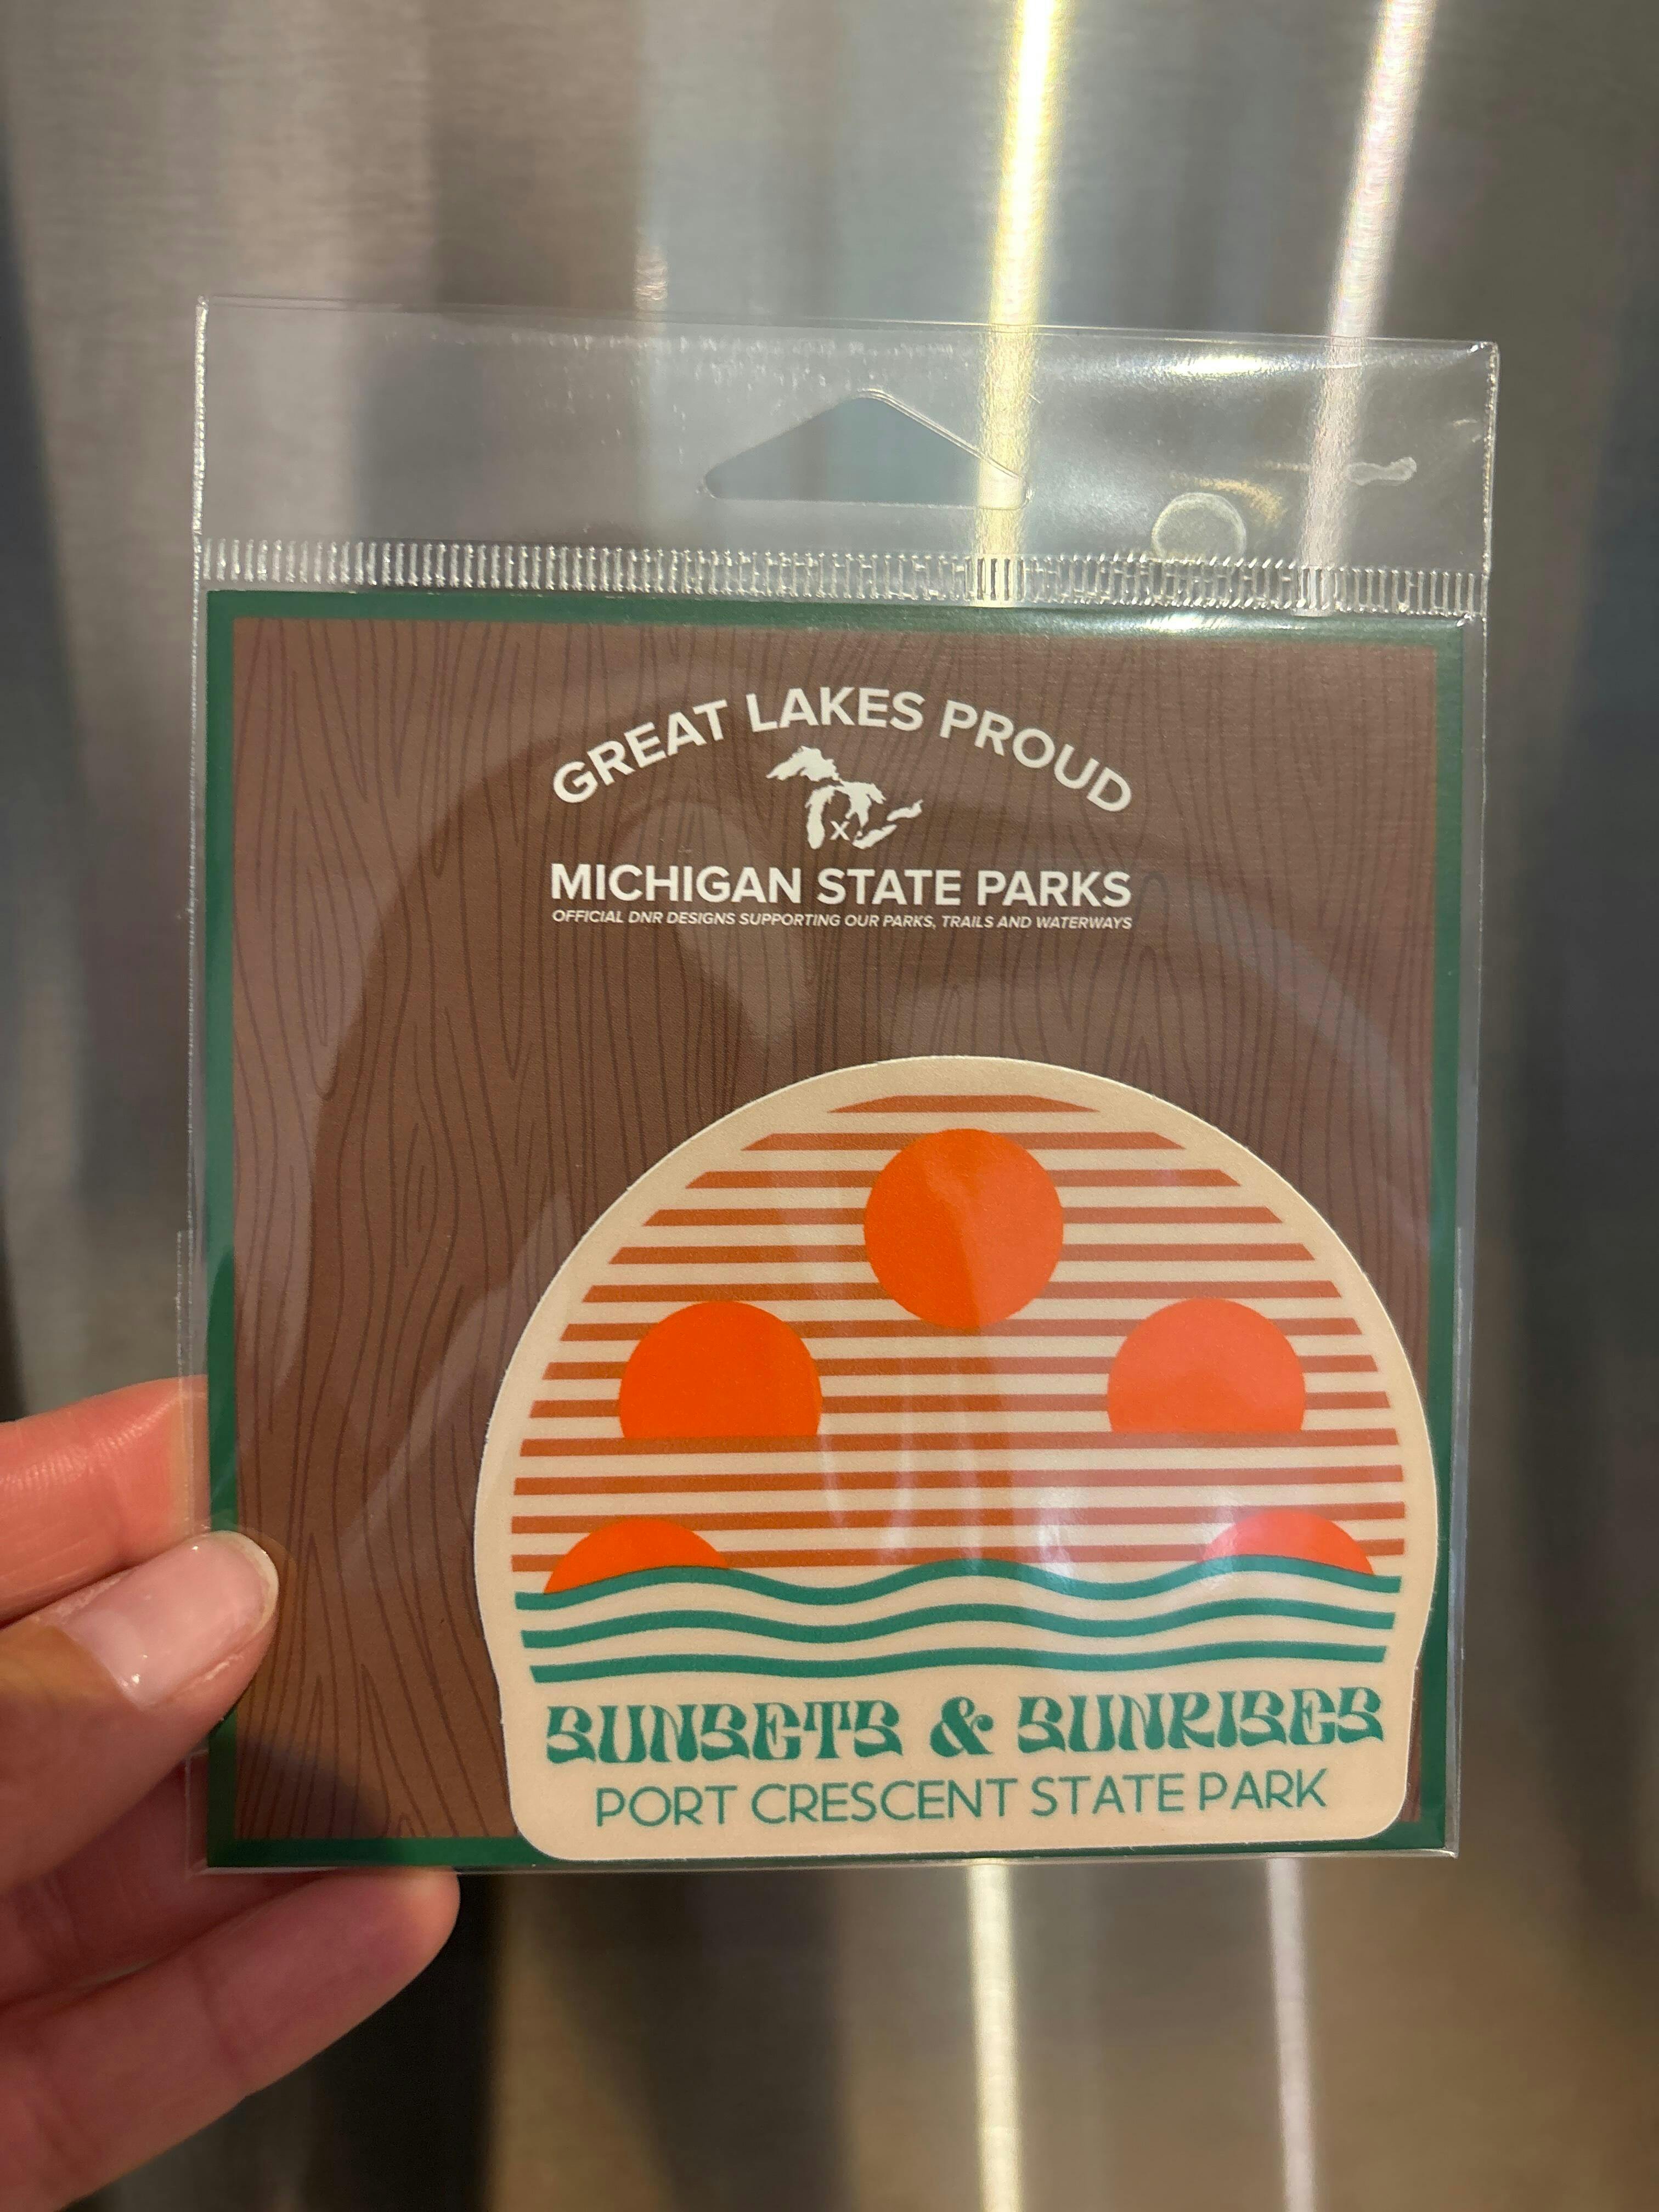 GREAT LAKES PROUD
X
MICHIGAN STATE PARKS
OFFICIAL DNR DESIGNS SUPPORTING OUR PARKS, TRAILS AND WATERWAYS
SUNSETS & SUNRISES
PORT CRESCENT STATE PARK